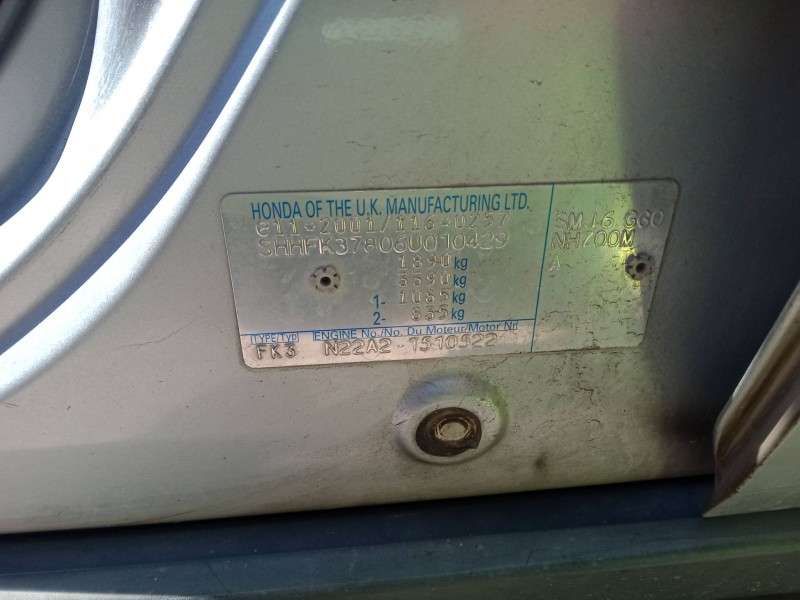 HONDA OF THE U.K. MANUFACTURING LTD.
e11*2001/116*0257
SHHFK37806U010429
1890 kg
3390 kg
1- 1085 kg
2- 835 kg
TYPE/Typ ENGINE No./No. Du Moteur/Motor Nr
FK3 N22A2 1510522
NH700M
A